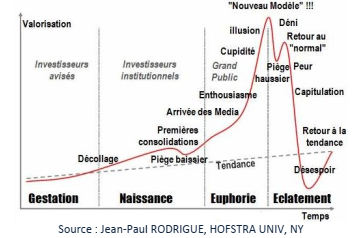 "Nouveau Modèle" !!!
Valorisation
Déni
illusion
Retour au
"normal"
Cupidité
Investisseurs
avisés
Investisseurs
institutionnels
Grand
Public
Piège
haussier
Peur
Enthousiasme
Capitulation
Arrivée des Media
Premières
consolidations
Retour à la
tendance
Décollage
Piège baissier
Tendance
Désespoir
Gestation
Naissance
Euphorie
Eclatement
Temps
Source : Jean-Paul RODRIGUE, HOFSTRA UNIV, NY